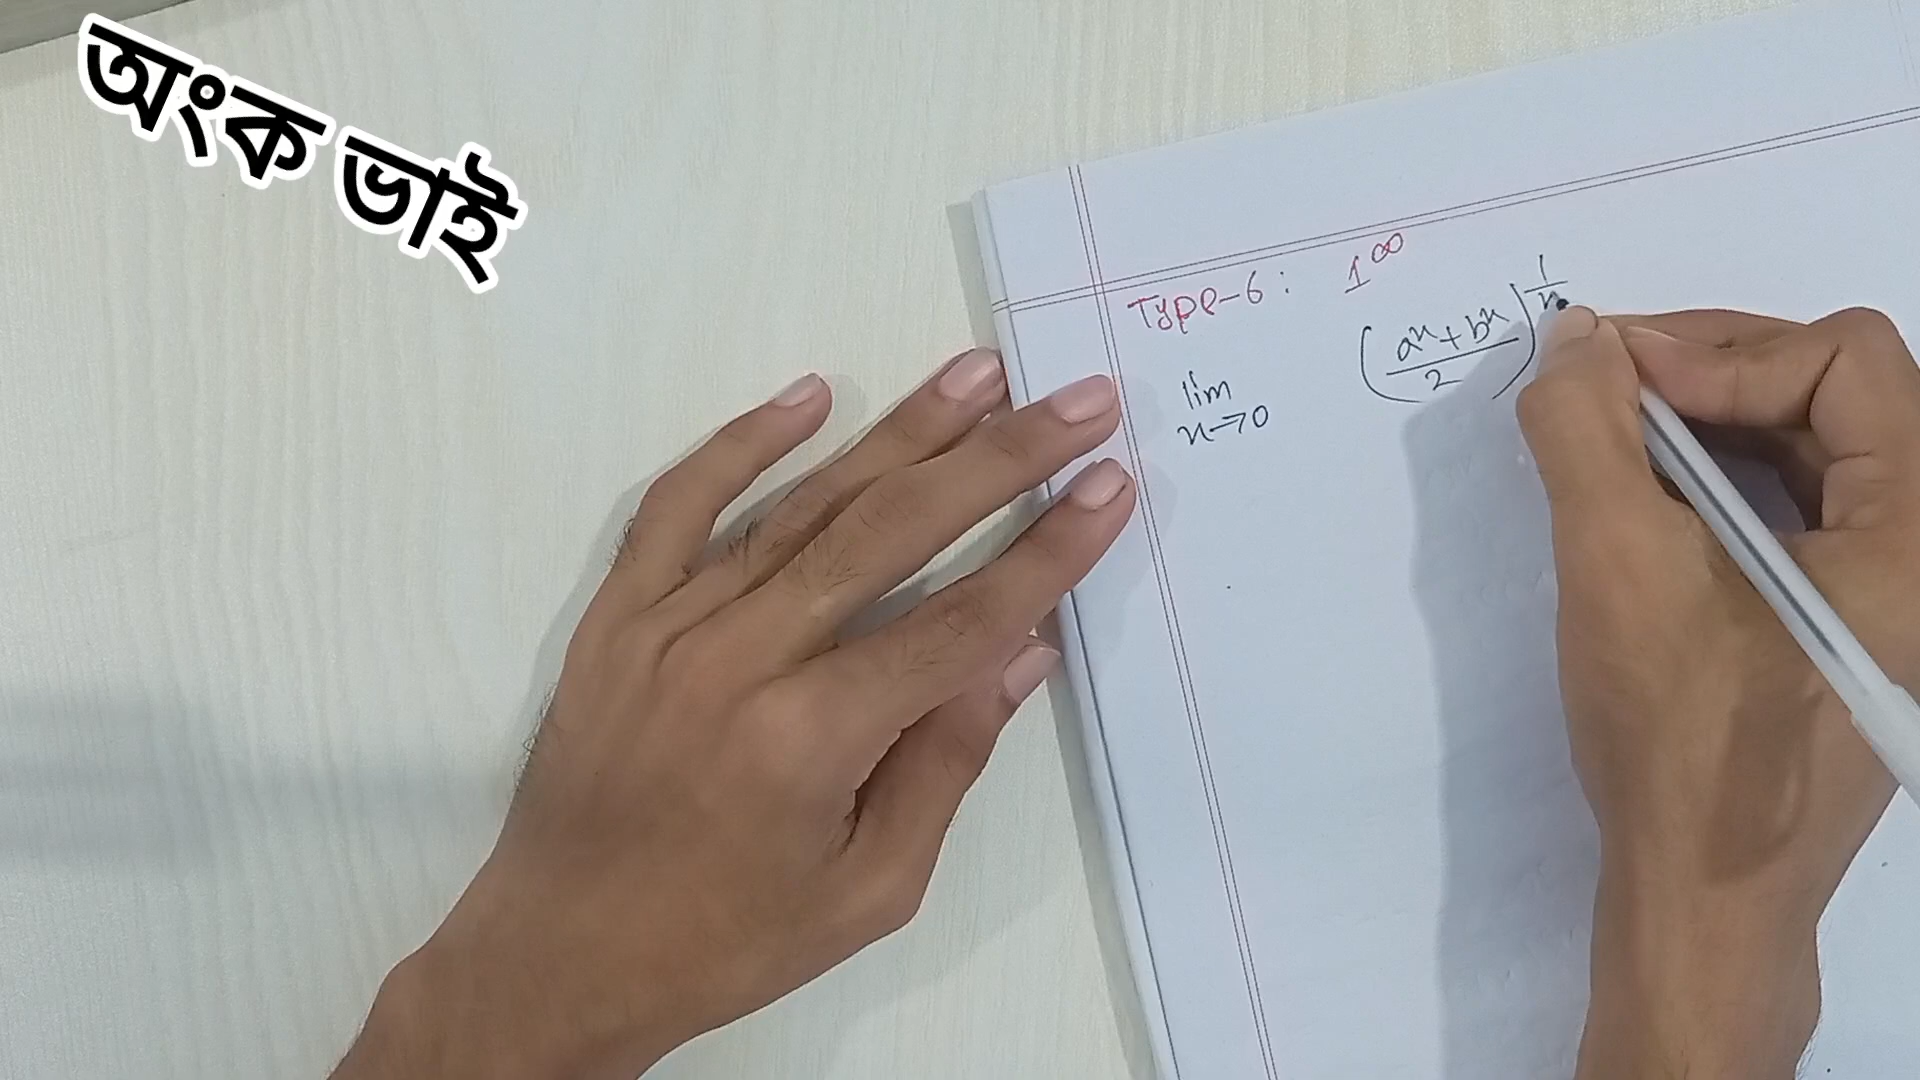 অংক ভাই
Type-6: 1^∞
lim x→0 ((a^x+b^x)/2)^(1/x)